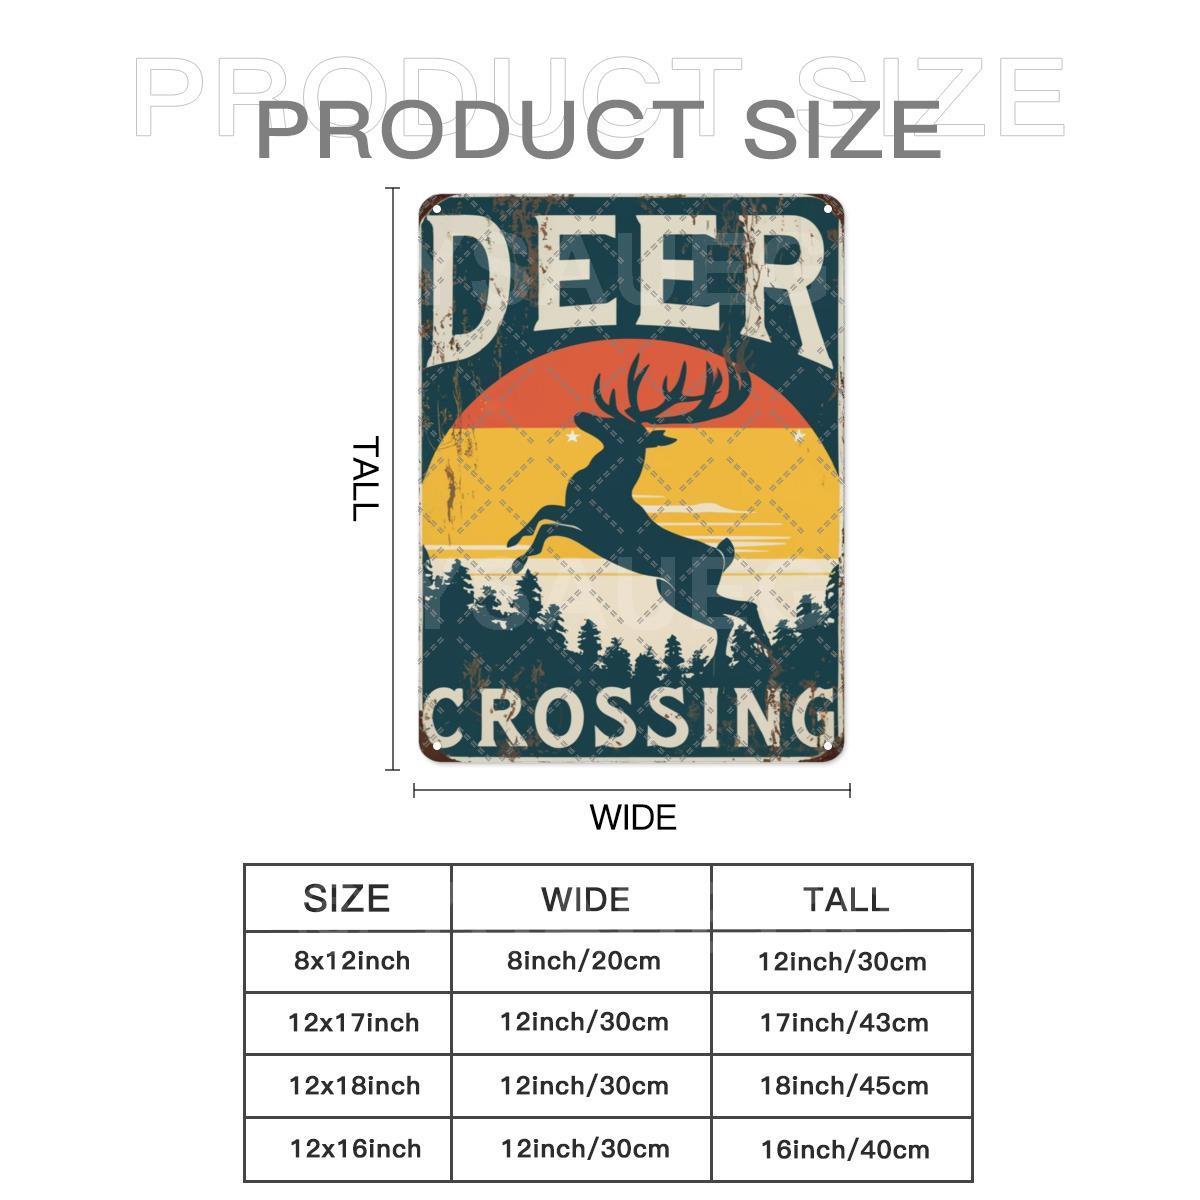 PRODUCT SIZE
PRODUCT SIZE
DEER
CROSSING
TALL
WIDE
SIZE WIDE TALL
8x12inch 8inch/20cm 12inch/30cm
12x17inch 12inch/30cm 17inch/43cm
12x18inch 12inch/30cm 18inch/45cm
12x16inch 12inch/30cm 16inch/40cm